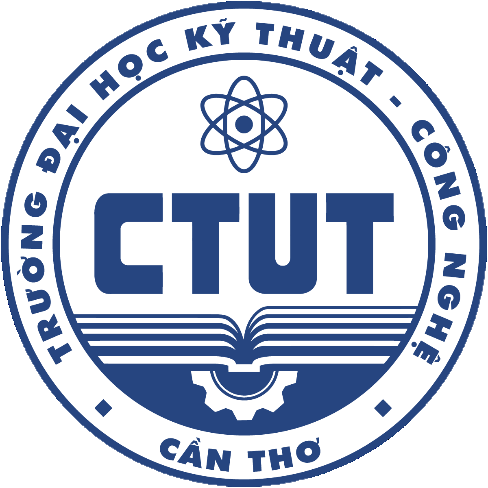 TRƯỜNG ĐẠI HỌC KỸ THUẬT - CÔNG NGHỆ
CTUT
CẦN THƠ